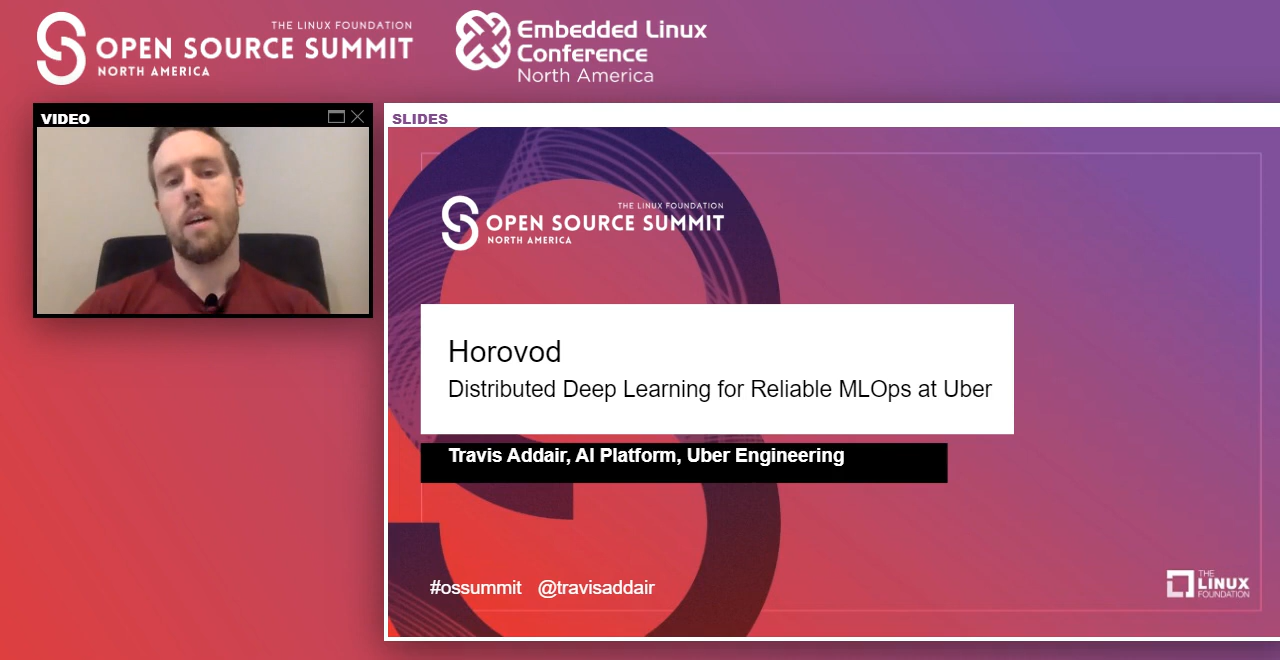 THE LINUX FOUNDATION
OPEN SOURCE SUMMIT
NORTH AMERICA
Embedded Linux
Conference
North America
VIDEO
SLIDES
THE LINUX FOUNDATION
OPEN SOURCE SUMMIT
NORTH AMERICA
Horovod
Distributed Deep Learning for Reliable MLOps at Uber
Travis Addair, AI Platform, Uber Engineering
#ossummit @travisaddair
THE
LINUX
FOUNDATION